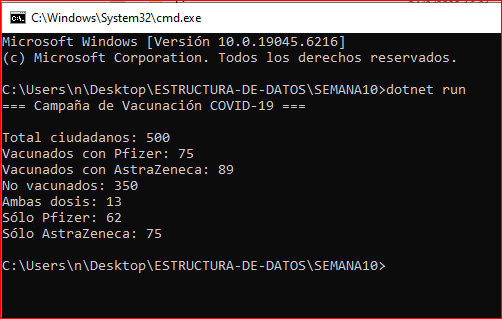 C:\Windows\System32\cmd.exe
Microsoft Windows [Versión 10.0.19045.6216]
(c) Microsoft Corporation. Todos los derechos reservados.
C:\Users\n\Desktop\ESTRUCTURA-DE-DATOS\SEMANA10>dotnet run
=== Campaña de Vacunación COVID-19 ===
Total ciudadanos: 500
Vacunados con Pfizer: 75
Vacunados con AstraZeneca: 89
No vacunados: 350
Ambas dosis: 13
Sólo Pfizer: 62
Sólo AstraZeneca: 75
C:\Users\n\Desktop\ESTRUCTURA-DE-DATOS\SEMANA10>